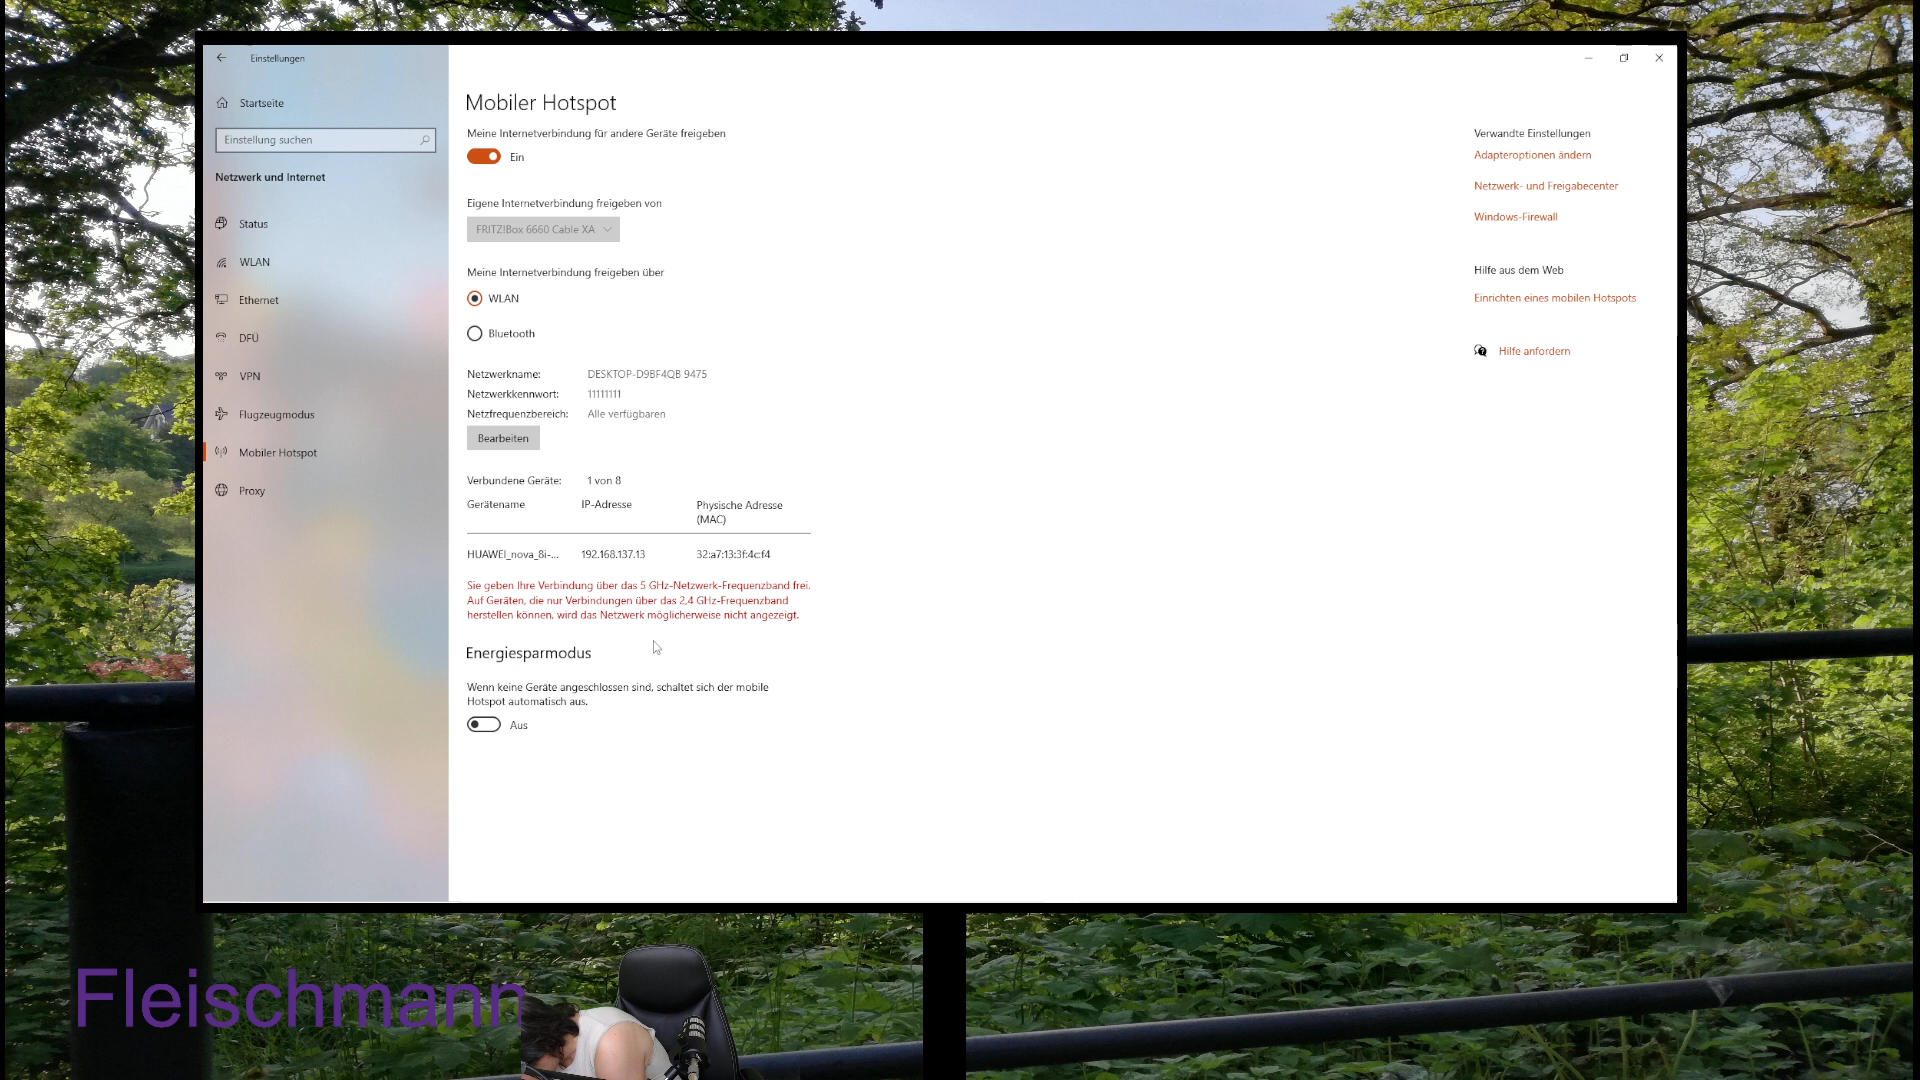 Einstellungen
Startseite
Einstellung suchen
Netzwerk und Internet
Status
WLAN
Ethernet
DFÜ
VPN
Flugzeugmodus
Mobiler Hotspot
Proxy
Mobiler Hotspot
Meine Internetverbindung für andere Geräte freigeben
Ein
Eigene Internetverbindung freigeben von
FRITZ!Box 6660 Cable XA
Meine Internetverbindung freigeben über
WLAN
Bluetooth
Netzwerkname: DESKTOP-D9BF4QB 9475
Netzwerkkennwort: 11111111
Netzfrequenzbereich: Alle verfügbaren
Bearbeiten
Verbundene Geräte: 1 von 8
Gerätename IP-Adresse Physische Adresse
(MAC)
HUAWEI_nova_8i-... 192.168.137.13 32:a7:13:3f:4c:f4
Sie geben Ihre Verbindung über das 5 GHz-Netzwerk-Frequenzband frei.
Auf Geräten, die nur Verbindungen über das 2,4 GHz-Frequenzband
herstellen können, wird das Netzwerk möglicherweise nicht angezeigt.
Energiesparmodus
Wenn keine Geräte angeschlossen sind, schaltet sich der mobile
Hotspot automatisch aus.
Aus
Verwandte Einstellungen
Adapteroptionen ändern
Netzwerk- und Freigabecenter
Windows-Firewall
Hilfe aus dem Web
Einrichten eines mobilen Hotspots
Hilfe anfordern
Fleischmann